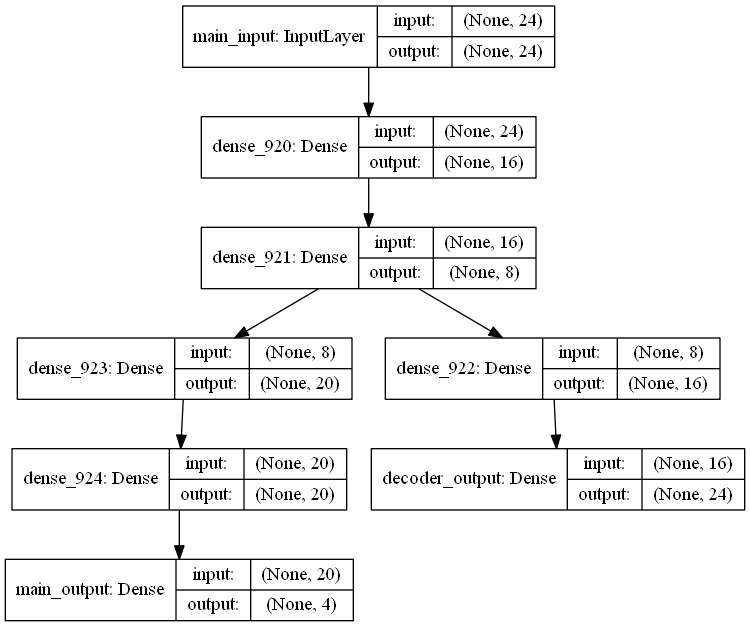 main_input: InputLayer
input: (None, 24)
output: (None, 24)
dense_920: Dense
input: (None, 24)
output: (None, 16)
dense_921: Dense
input: (None, 16)
output: (None, 8)
dense_923: Dense
input: (None, 8)
output: (None, 20)
dense_922: Dense
input: (None, 8)
output: (None, 16)
dense_924: Dense
input: (None, 20)
output: (None, 20)
decoder_output: Dense
input: (None, 16)
output: (None, 24)
main_output: Dense
input: (None, 20)
output: (None, 4)